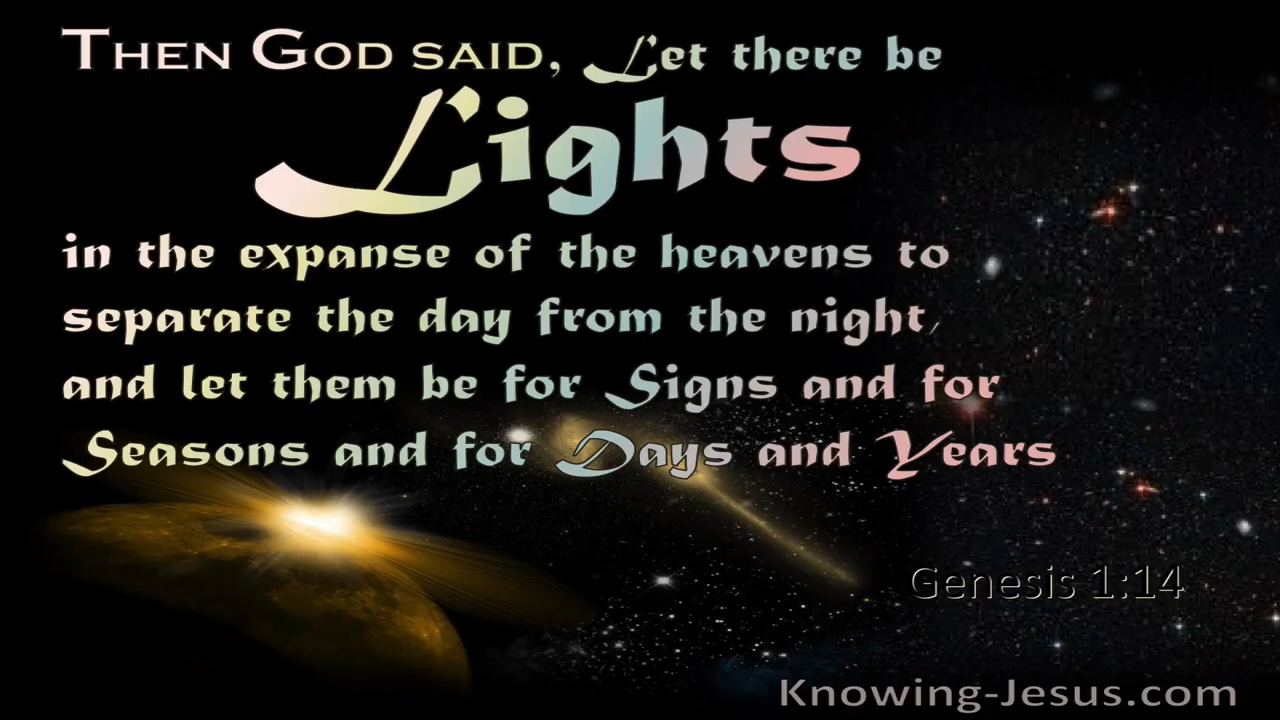 Then God said, Let there be
Lights
in the expanse of the heavens to
separate the day from the night,
and let them be for Signs and for
Seasons and for Days and Years
Genesis 1:14
Knowing-Jesus.com